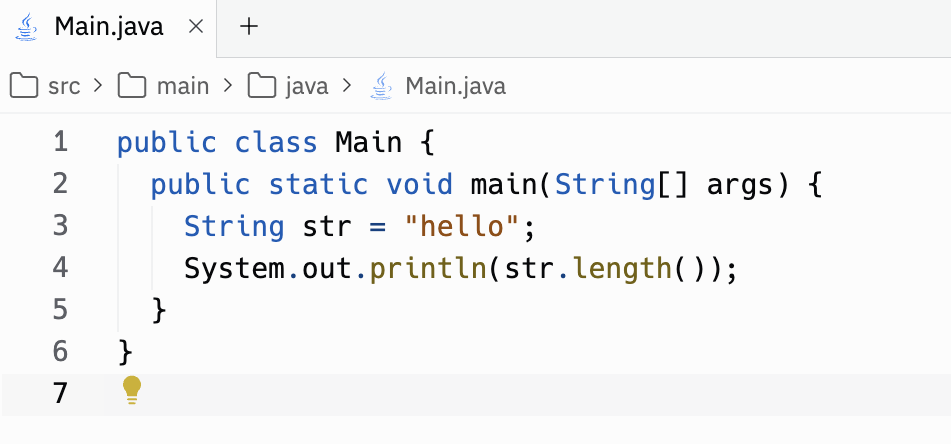 Main.java × +
src > main > java > Main.java
1 public class Main {
2   public static void main(String[] args) {
3     String str = "hello";
4     System.out.println(str.length());
5   }
6 }
7